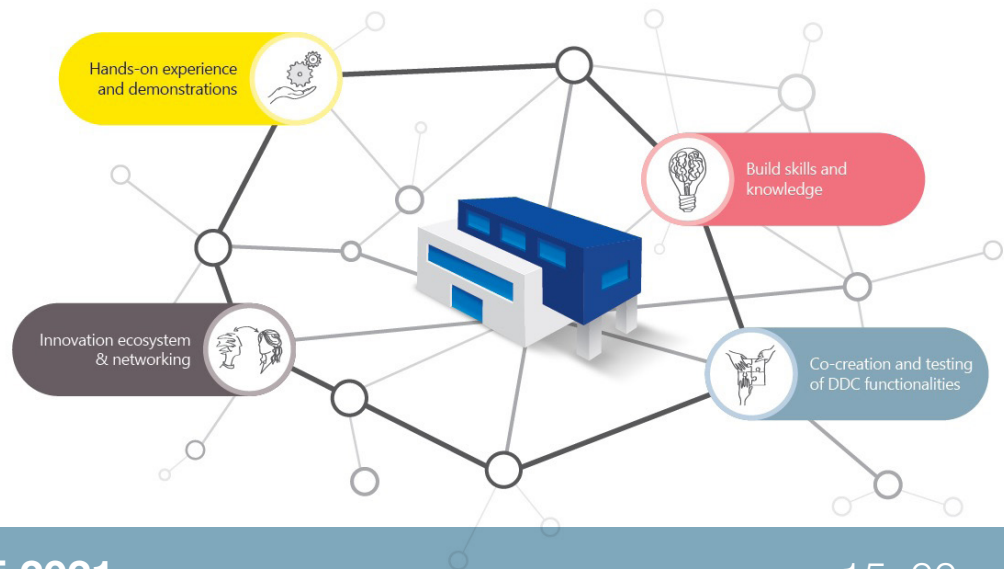 Hands-on experience
and demonstrations
Build skills and
knowledge
Innovation ecosystem
& networking
Co-creation and testing
of DDC functionalities